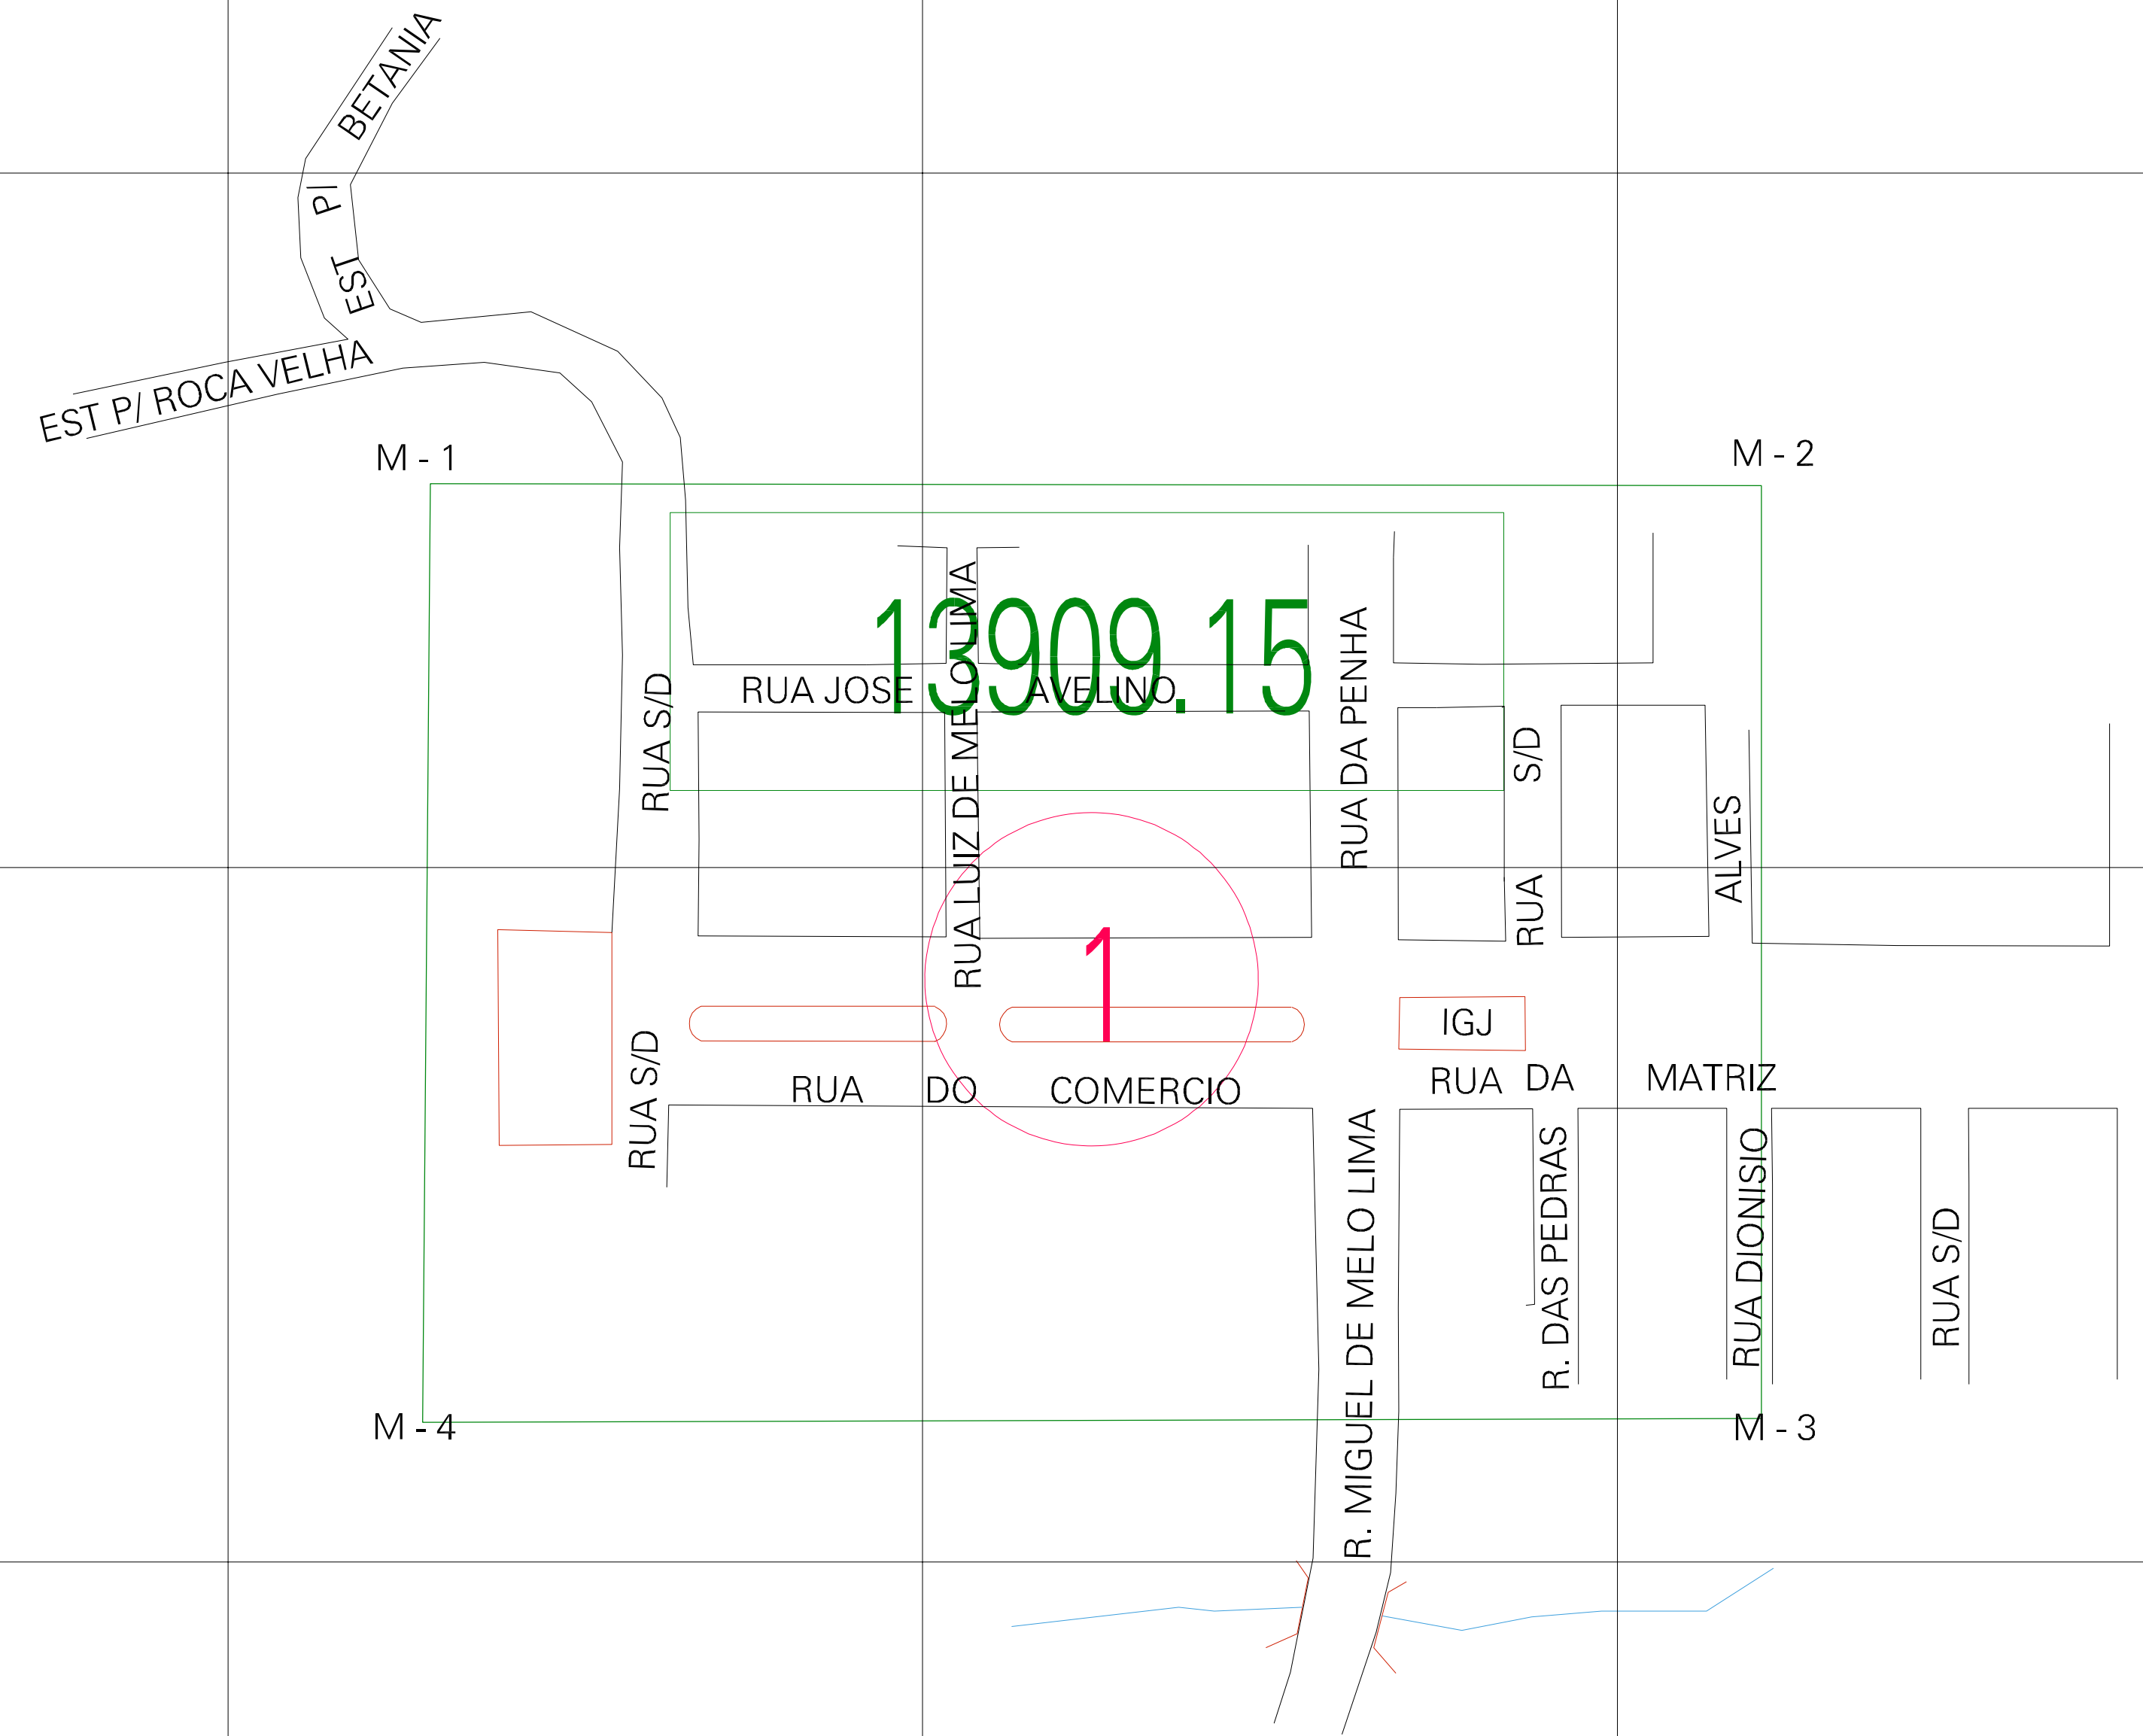 EST P/ BETANIA
EST P/ ROCA VELHA
M - 1
M - 2
13909.15
RUA S/D
RUA JOSE AVELINO
RUA LUIZ DE MELO LIMA
RUA DA PENHA
RUA S/D
ALVES
1
RUA S/D
IGJ
RUA DO COMERCIO
RUA DA MATRIZ
R. MIGUEL DE MELO LIMA
R. DAS PEDRAS
RUA DIONISIO
RUA S/D
M - 4
M - 3